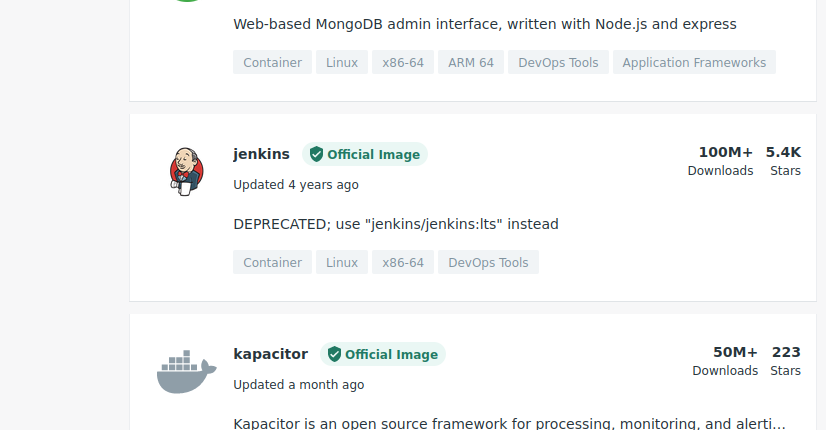 Web-based MongoDB admin interface, written with Node.js and express
Container Linux x86-64 ARM 64 DevOps Tools Application Frameworks
jenkins Official Image 100M+ 5.4K
Updated 4 years ago Downloads Stars
DEPRECATED; use "jenkins/jenkins:lts" instead
Container Linux x86-64 DevOps Tools
kapacitor Official Image 50M+ 223
Updated a month ago Downloads Stars
Kapacitor is an open source framework for processing, monitoring, and alerti...